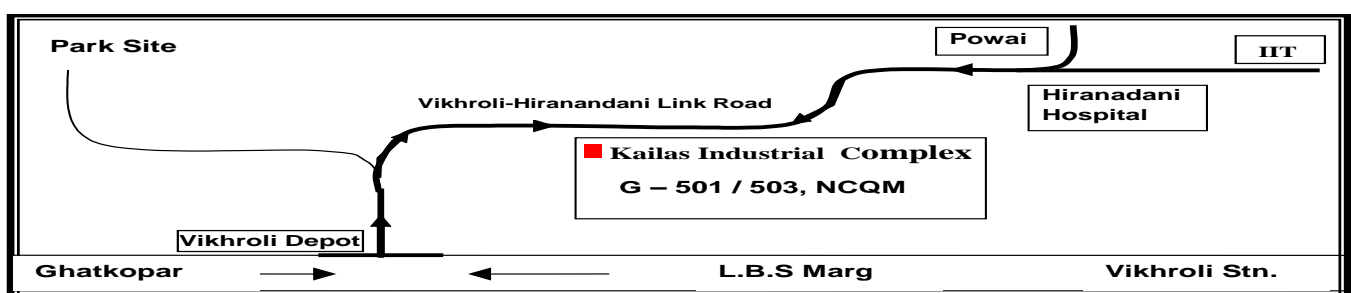 Park Site
Powai
IIT
Vikhroli-Hiranandani Link Road
Hiranadani
Hospital
Kailas Industrial Complex
G – 501 / 503, NCQM
Vikhroli Depot
Ghatkopar
L.B.S Marg
Vikhroli Stn.